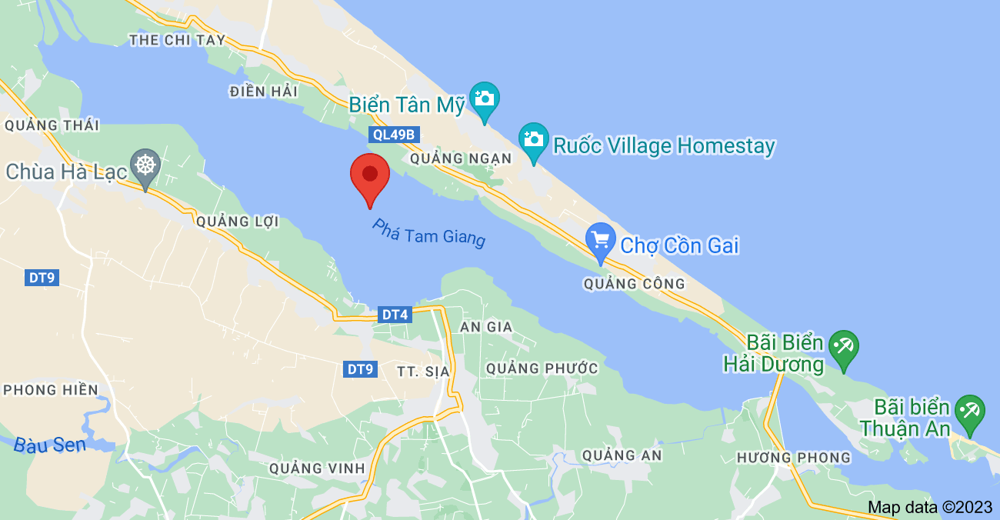 THE CHI TAY
ĐIỀN HẢI
Biển Tân Mỹ
QUẢNG THÁI
QL49B
Ruốc Village Homestay
QUẢNG NGẠN
Chùa Hà Lạc
QUẢNG LỢI
Phá Tam Giang
Chợ Cồn Gai
DT9
QUẢNG CÔNG
DT4
AN GIA
Bãi Biển
Hải Dương
DT9
TT. SỊA
QUẢNG PHƯỚC
PHONG HIỀN
Bãi biển
Thuận An
Bàu Sen
QUẢNG VINH
QUẢNG AN
HƯƠNG PHONG
Map data ©2023